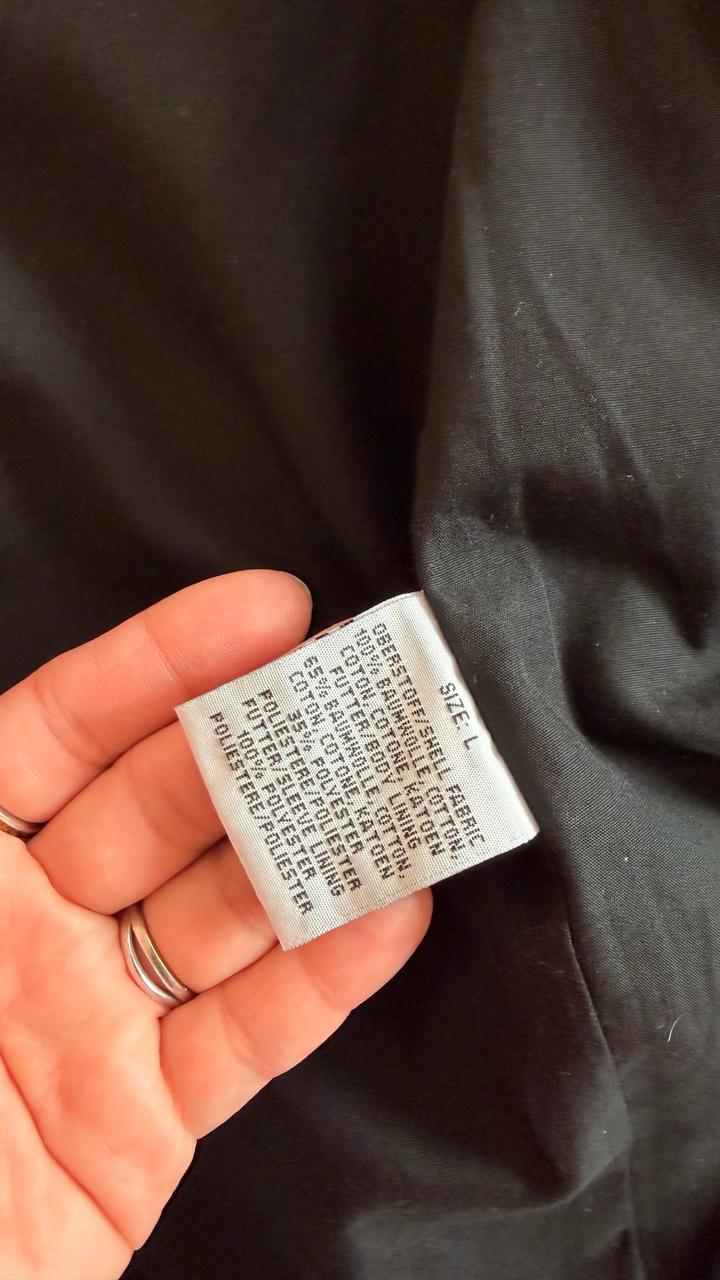 SIZE: L
OBERSTOFF/SHELL FABRIC
100% BAUMWOLLE, COTTON,
COTON, COTONE, KATOEN
FUTTER/BODY LINING
65% BAUMWOLLE, COTTON,
COTON, COTONE, KATOEN
35% POLYESTER
POLIESTERE/POLIESTER
FUTTER/SLEEVE LINING
100% POLYESTER
POLIESTERE/POLIESTER